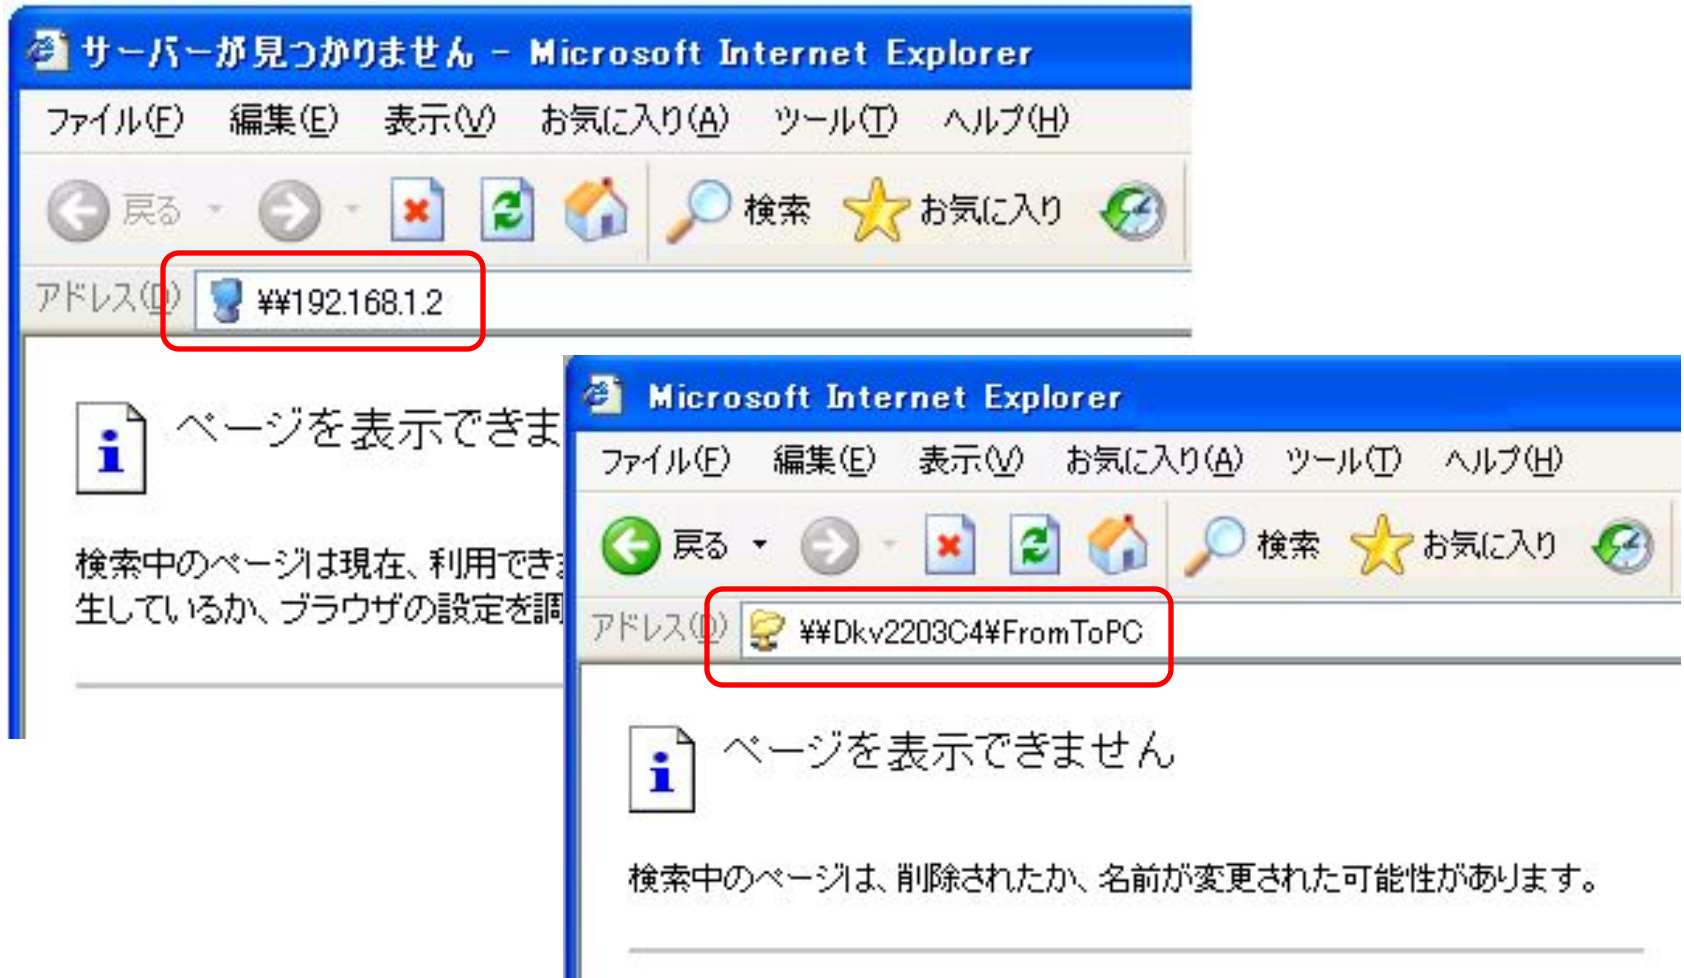 サーバーが見つかりません - Microsoft Internet Explorer
ファイル(F) 編集(E) 表示(V) お気に入り(A) ツール(T) ヘルプ(H)
戻る 検索 お気に入り
アドレス(D) ¥¥192.168.1.2
ページを表示できま
検索中のページは現在、利用でき
生しているか、ブラウザの設定を調
Microsoft Internet Explorer
ファイル(F) 編集(E) 表示(V) お気に入り(A) ツール(T) ヘルプ(H)
戻る 検索 お気に入り
アドレス(D) ¥¥Dkv2203C4¥FromToPC
ページを表示できません
検索中のページは、削除されたか、名前が変更された可能性があります。